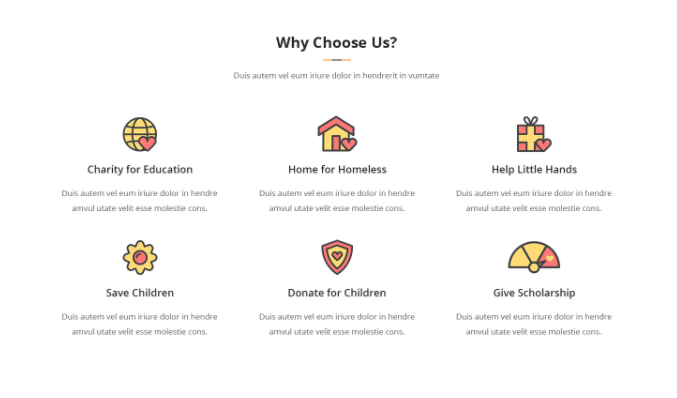 Why Choose Us?
Duis autem vel eum iriure dolor in hendrerit in vumtate
Charity for Education
Duis autem vel eum iriure dolor in hendre
amvul utate velit esse molestie cons.
Home for Homeless
Duis autem vel eum iriure dolor in hendre
amvul utate velit esse molestie cons.
Help Little Hands
Duis autem vel eum iriure dolor in hendre
amvul utate velit esse molestie cons.
Save Children
Duis autem vel eum iriure dolor in hendre
amvul utate velit esse molestie cons.
Donate for Children
Duis autem vel eum iriure dolor in hendre
amvul utate velit esse molestie cons.
Give Scholarship
Duis autem vel eum iriure dolor in hendre
amvul utate velit esse molestie cons.